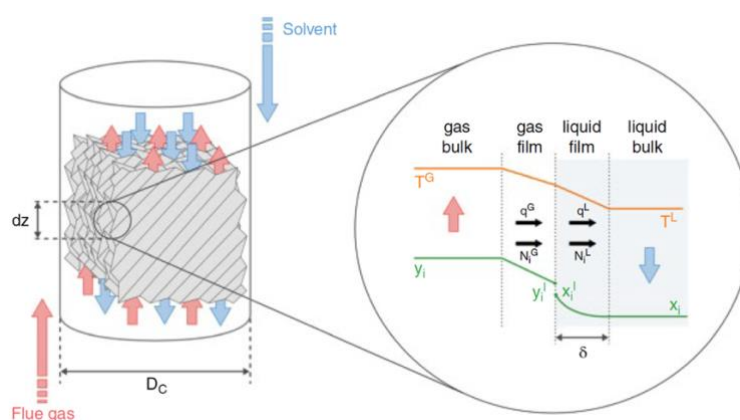 Solvent
dz
D_C
Flue gas
gas bulk
gas film
liquid film
liquid bulk
T^G
q^G
q^L
T^L
N_i^G
N_i^L
y_i
y_i^I
x_i^I
x_i
δ